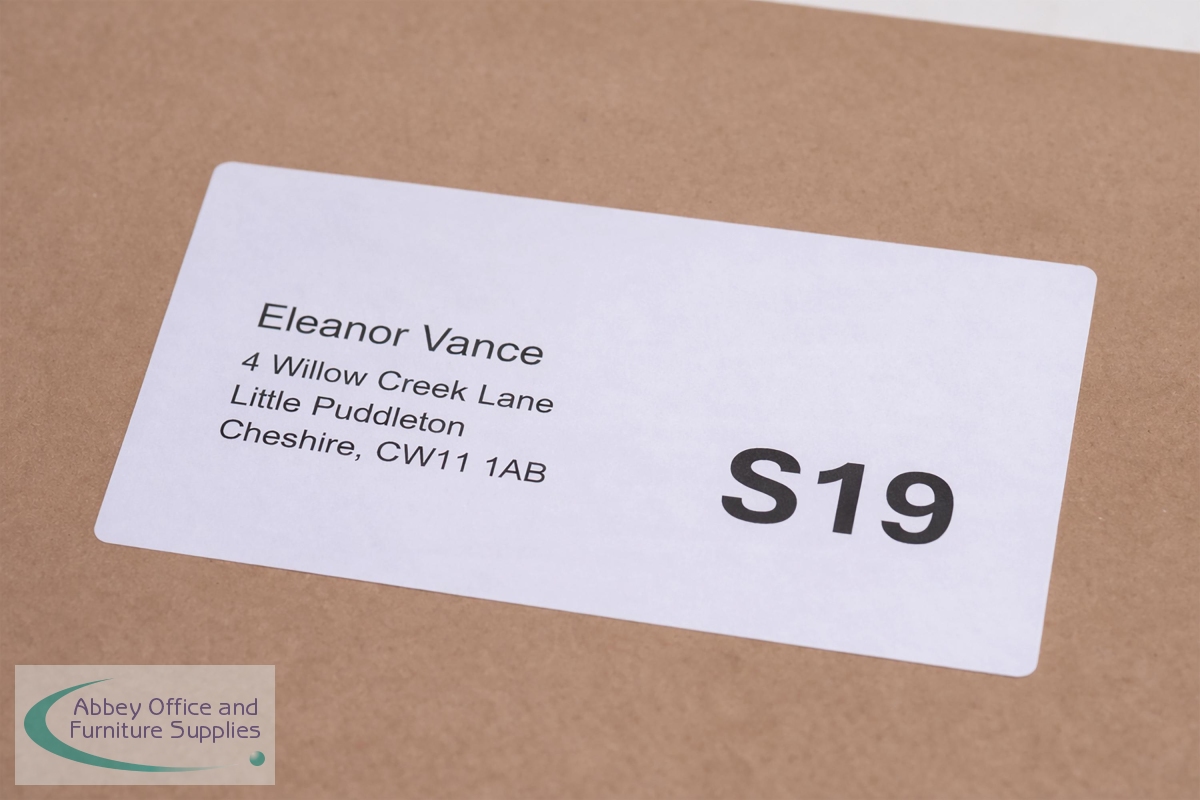 Eleanor Vance
4 Willow Creek Lane
Little Puddleton
Cheshire, CW11 1AB
S19
Abbey Office and
Furniture Supplies